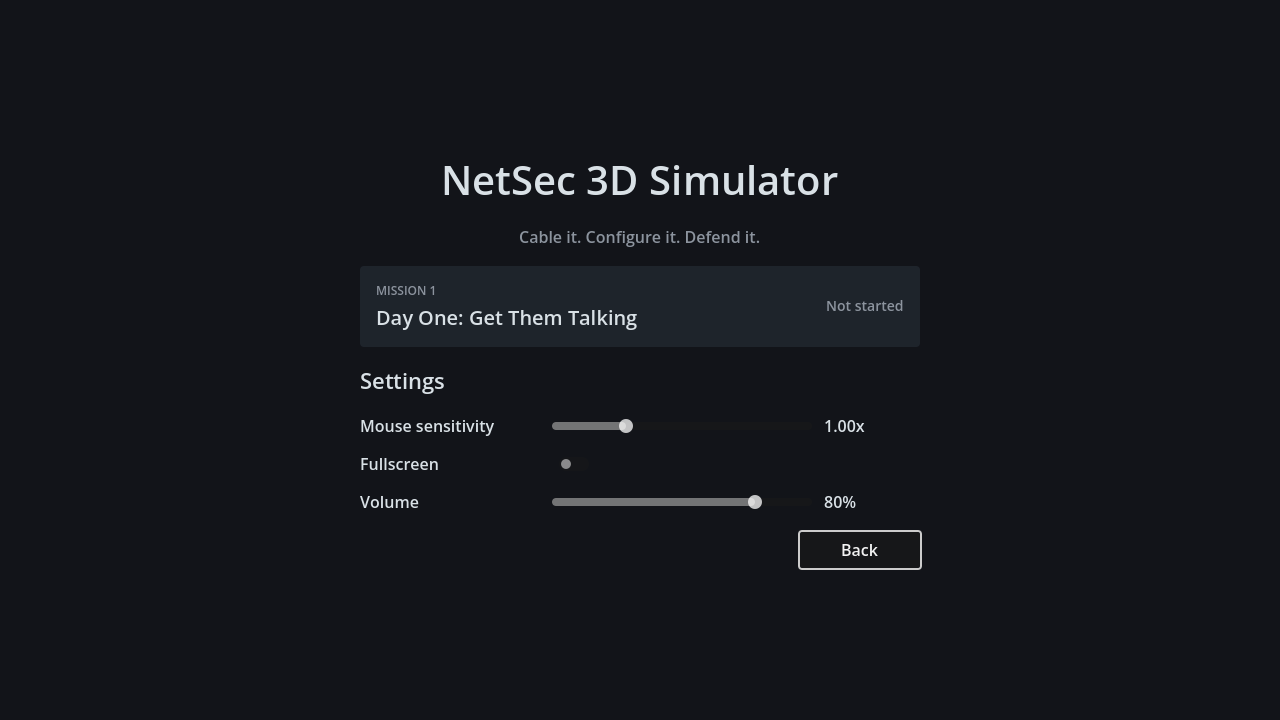 NetSec 3D Simulator
Cable it. Configure it. Defend it.
MISSION 1
Day One: Get Them Talking
Not started
Settings
Mouse sensitivity 1.00x
Fullscreen
Volume 80%
Back